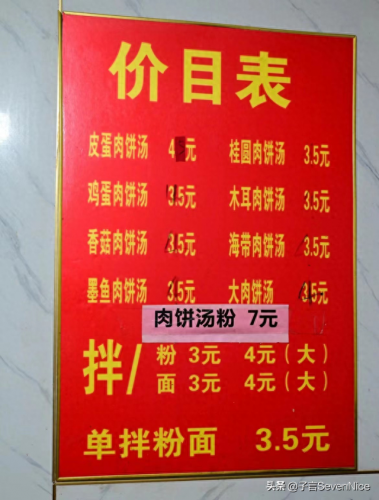 价目表
皮蛋肉饼汤 4元 桂圆肉饼汤 3.5元
鸡蛋肉饼汤 3.5元 木耳肉饼汤 3.5元
香菇肉饼汤 3.5元 海带肉饼汤 3.5元
墨鱼肉饼汤 3.5元 大肉饼汤 .5元
肉饼汤粉 7元
拌/ 粉 3元 4元(大)
面 3元 4元(大)
单拌粉面 3.5元
头条@子言SevenNice